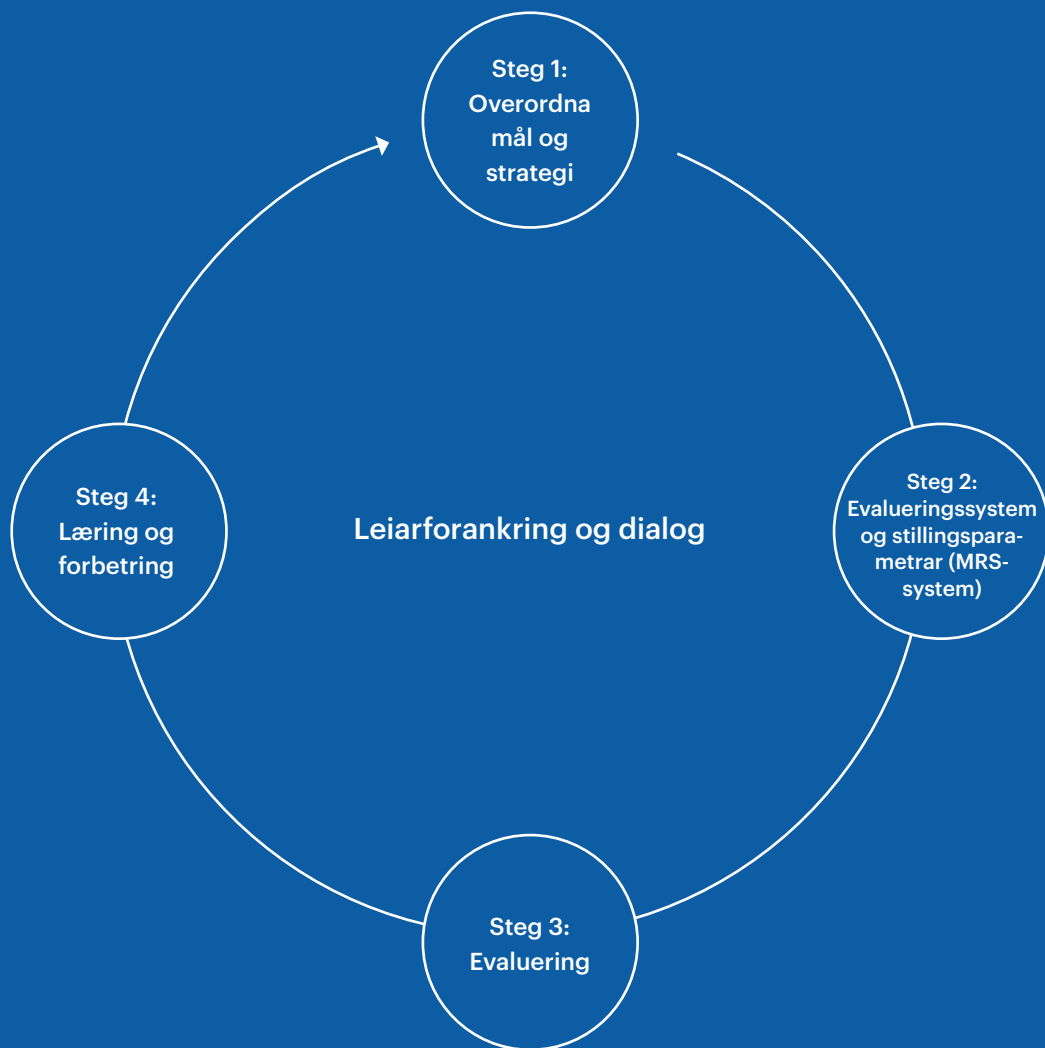 Steg 1:
Overordna
mål og
strategi
Steg 2:
Evalueringssystem
og stillingspara-
metrar (MRS-
system)
Steg 3:
Evaluering
Steg 4:
Læring og
forbetring
Leiarforankring og dialog